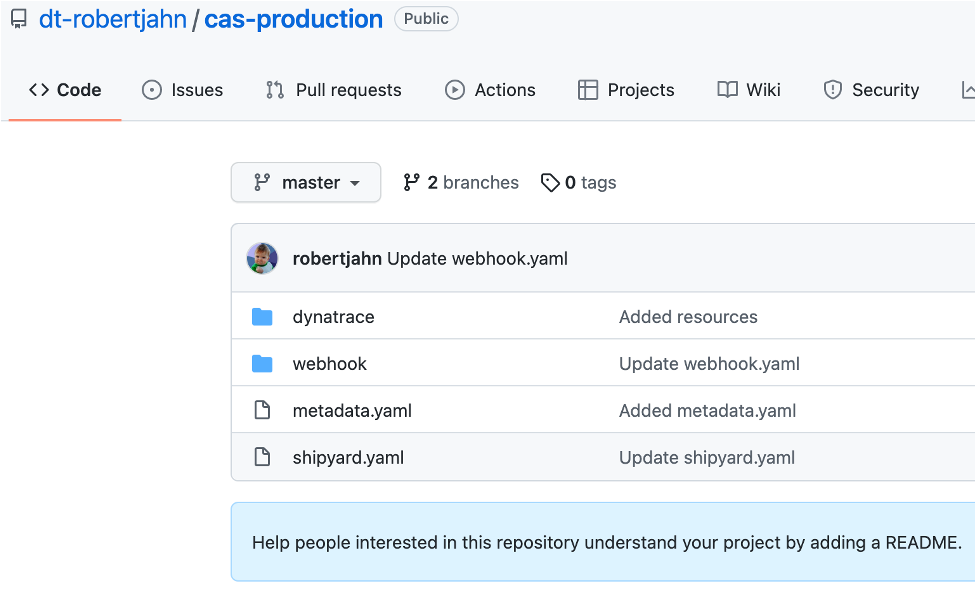 dt-robertjahn / cas-production Public
Code Issues Pull requests Actions Projects Wiki Security
master 2 branches 0 tags
robertjahn Update webhook.yaml
dynatrace Added resources
webhook Update webhook.yaml
metadata.yaml Added metadata.yaml
shipyard.yaml Update shipyard.yaml
Help people interested in this repository understand your project by adding a README.